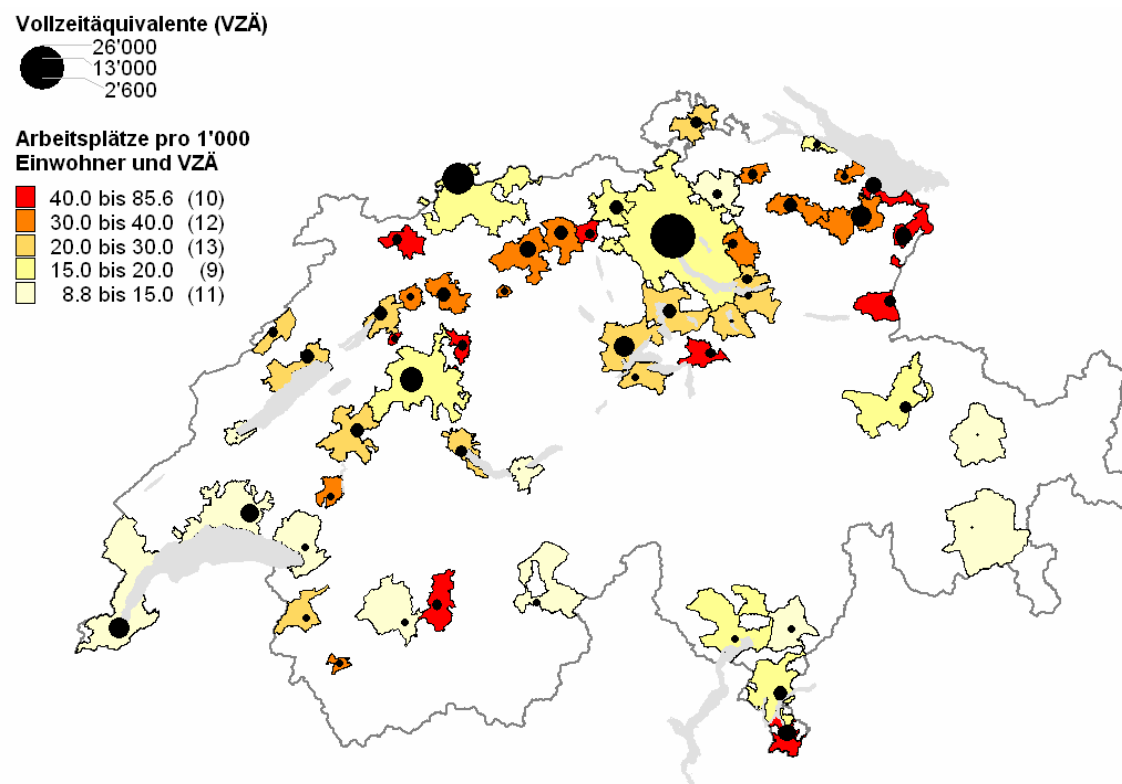 Vollzeitäquivalente (VZÄ)
26'000
13'000
2'600
Arbeitsplätze pro 1'000
Einwohner und VZÄ
40.0 bis 85.6 (10)
30.0 bis 40.0 (12)
20.0 bis 30.0 (13)
15.0 bis 20.0 (9)
8.8 bis 15.0 (11)